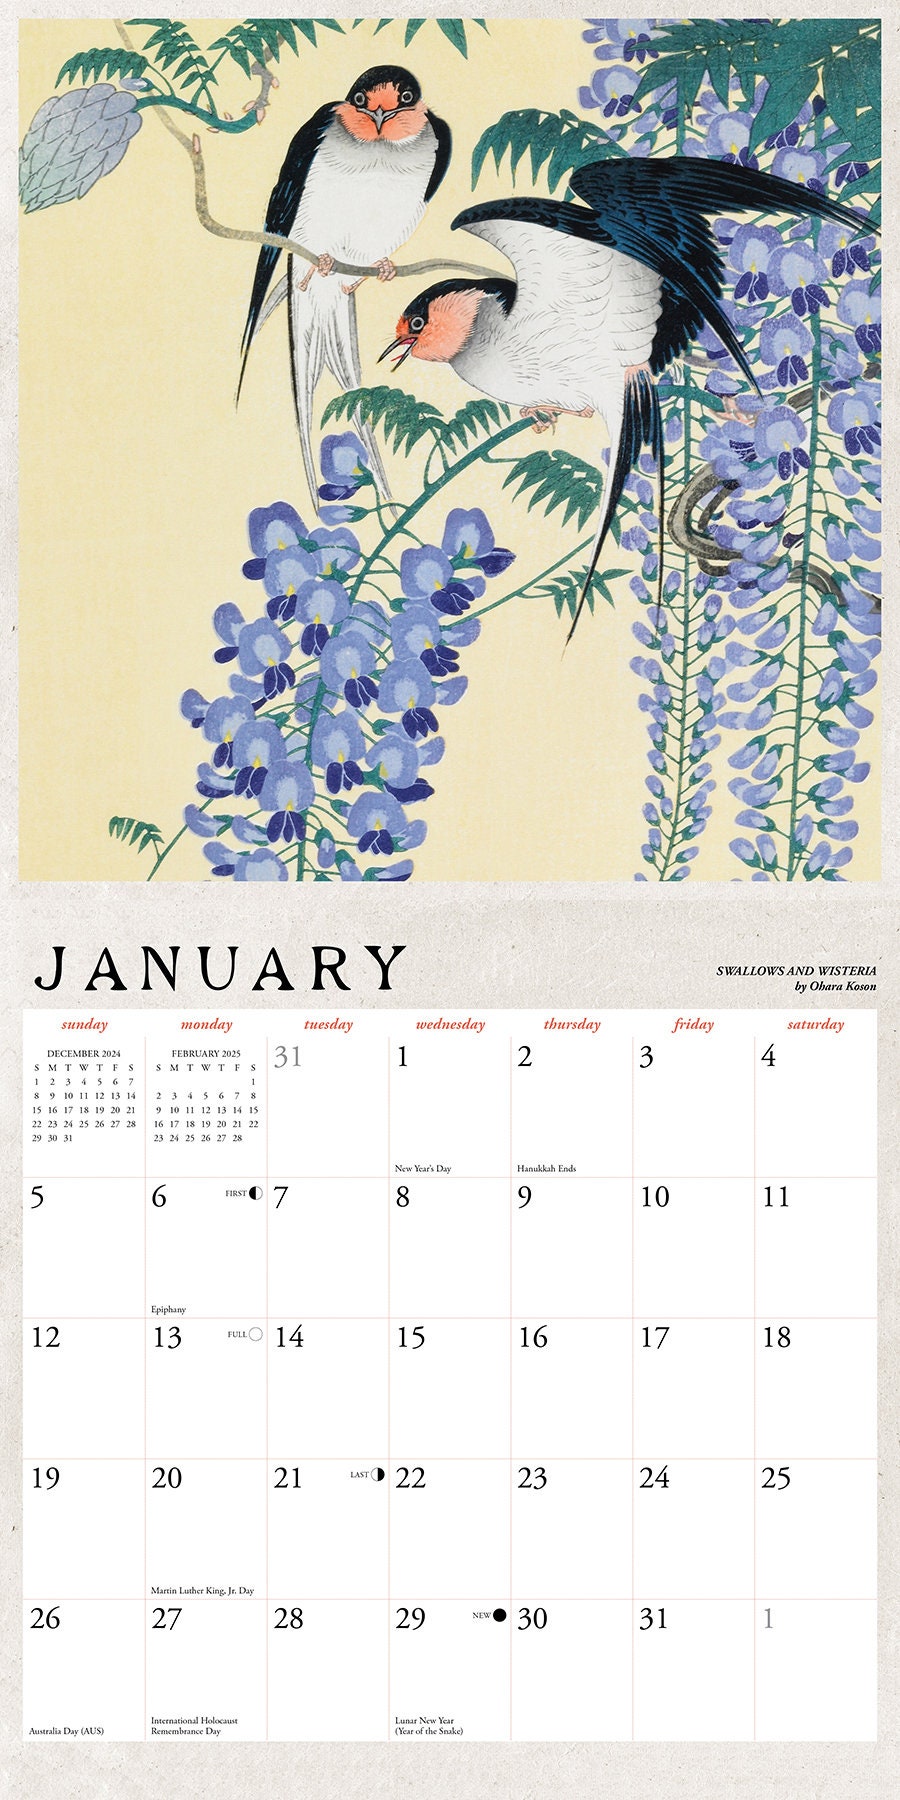 JANUARY
SWALLOWS AND WISTERIA
by Ohara Koson
sunday monday tuesday wednesday thursday friday saturday
DECEMBER 2024
S M T W T F S
1 2 3 4 5 6 7
8 9 10 11 12 13 14
15 16 17 18 19 20 21
22 23 24 25 26 27 28
29 30 31
FEBRUARY 2025
S M T W T F S
1
2 3 4 5 6 7 8
9 10 11 12 13 14 15
16 17 18 19 20 21 22
23 24 25 26 27 28
31 1 2 3 4
New Year's Day
Hanukkah Ends
5 6 FIRST 7 8 9 10 11
Epiphany
12 13 FULL 14 15 16 17 18
19 20 21 LAST 22 23 24 25
Martin Luther King, Jr. Day
26 27 28 29 NEW 30 31 1
Australia Day (AUS)
International Holocaust
Remembrance Day
Lunar New Year
(Year of the Snake)